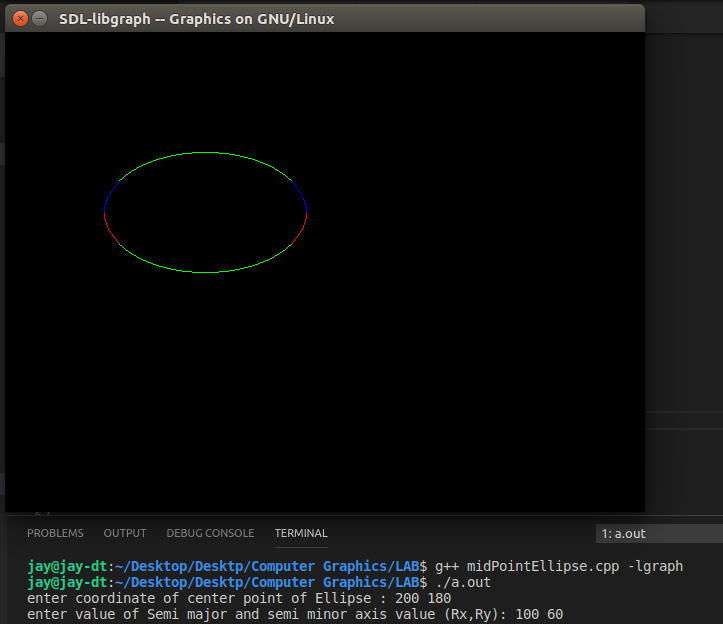 SDL-libgraph -- Graphics on GNU/Linux
PROBLEMS OUTPUT DEBUG CONSOLE TERMINAL 1: a.out
jay@jay-dt:~/Desktop/Desktp/Computer Graphics/LAB$ g++ midPointEllipse.cpp -lgraph
jay@jay-dt:~/Desktop/Desktp/Computer Graphics/LAB$ ./a.out
enter coordinate of center point of Ellipse : 200 180
enter value of Semi major and semi minor axis value (Rx,Ry): 100 60